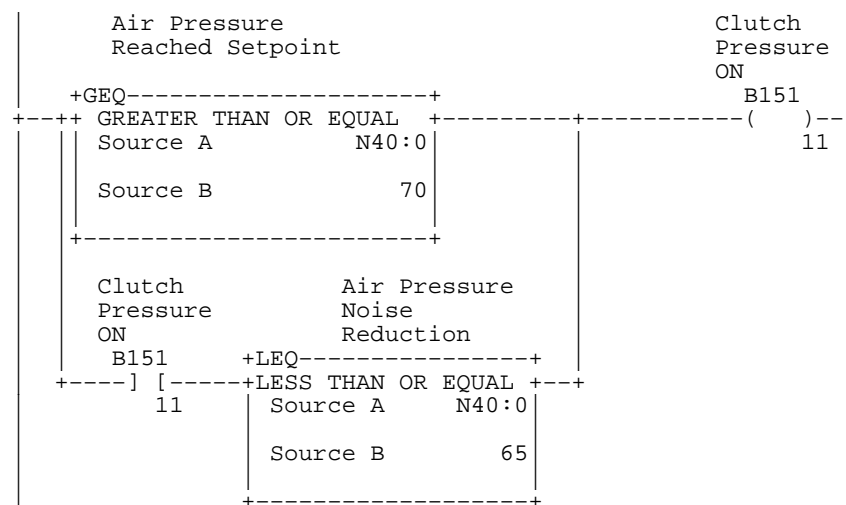 Air Pressure Clutch
Reached Setpoint Pressure
ON
GEQ B151
GREATER THAN OR EQUAL ( )
Source A N40:0 11
Source B 70
Clutch Air Pressure
Pressure Noise
ON Reduction
B151 LEQ
] [ LESS THAN OR EQUAL
11 Source A N40:0
Source B 65